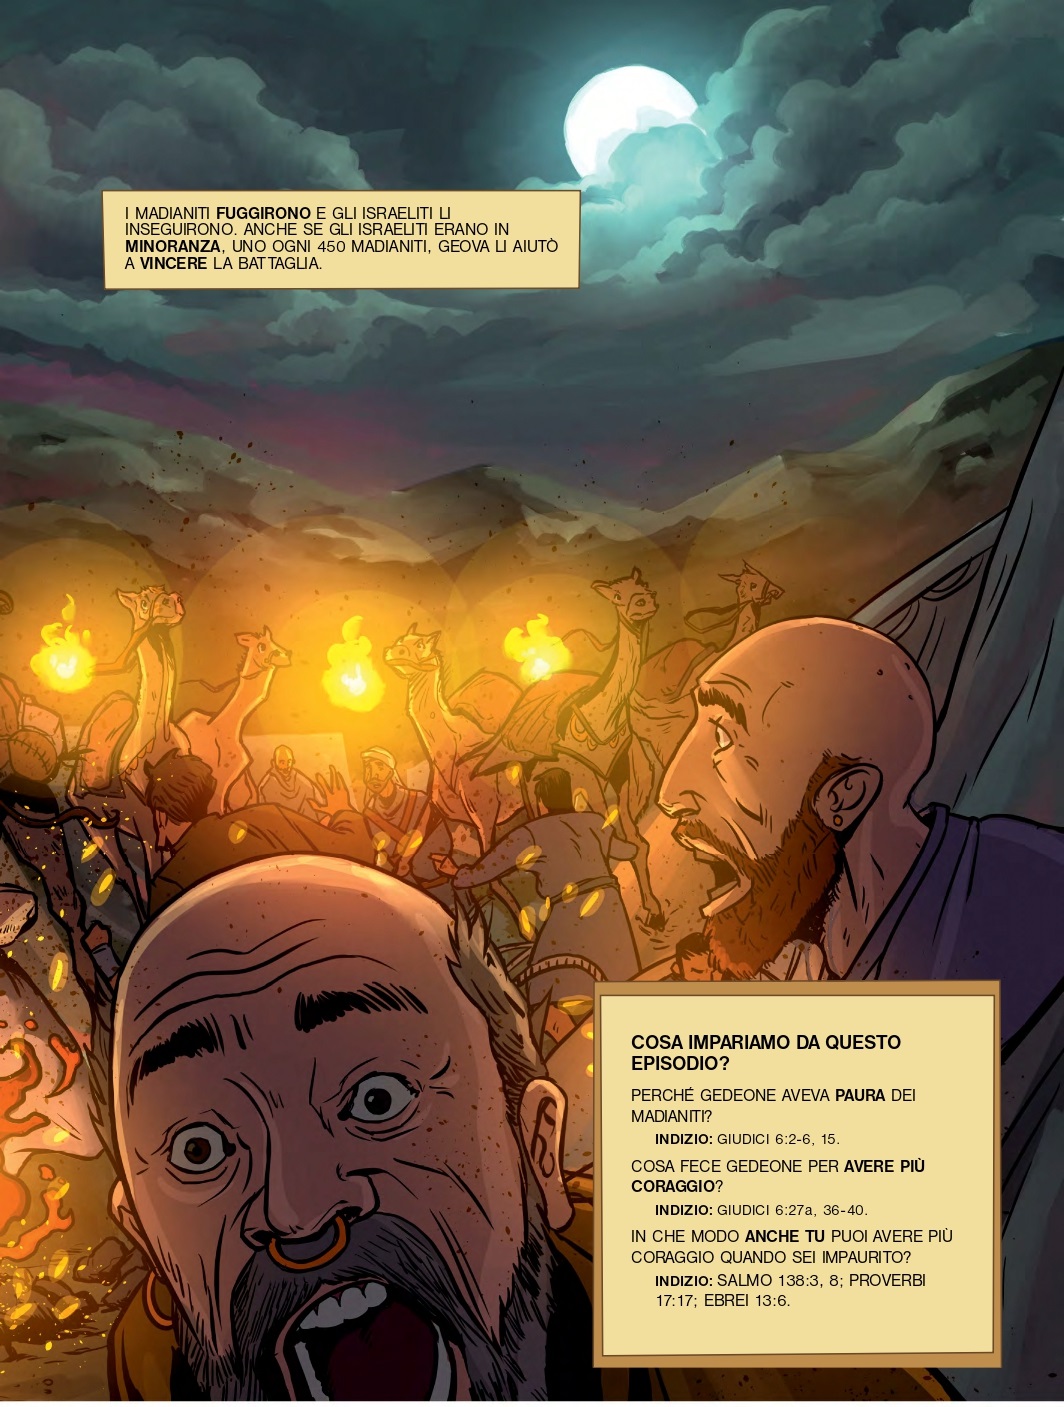 I MADIANITI FUGGIRONO E GLI ISRAELITI LI
INSEGUIRONO. ANCHE SE GLI ISRAELITI ERANO IN
MINORANZA, UNO OGNI 450 MADIANITI, GEOVA LI AIUTÒ
A VINCERE LA BATTAGLIA.
COSA IMPARIAMO DA QUESTO
EPISODIO?
PERCHÉ GEDEONE AVEVA PAURA DEI
MADIANITI?
INDIZIO: GIUDICI 6:2-6, 15.
COSA FECE GEDEONE PER AVERE PIÙ
CORAGGIO?
INDIZIO: GIUDICI 6:27a, 36-40.
IN CHE MODO ANCHE TU PUOI AVERE PIÙ
CORAGGIO QUANDO SEI IMPAURITO?
INDIZIO: SALMO 138:3, 8; PROVERBI
17:17; EBREI 13:6.